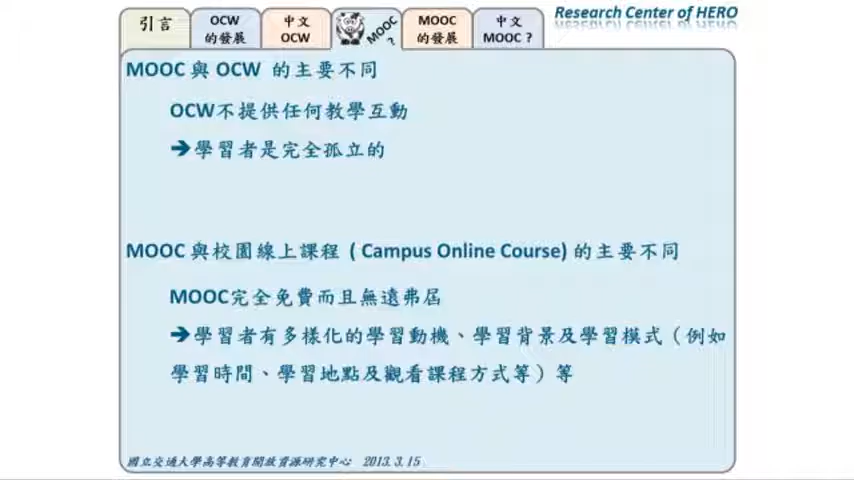 引言
OCW
的發展
中文
OCW
MOOC
?
MOOC
的發展
中文
MOOC ?
Research Center of HERO
MOOC 與 OCW 的主要不同
OCW不提供任何教學互動
➔學習者是完全孤立的
MOOC 與校園線上課程 ( Campus Online Course) 的主要不同
MOOC完全免費而且無遠弗屆
➔學習者有多樣化的學習動機、學習背景及學習模式（例如
學習時間、學習地點及觀看課程方式等）等
國立交通大學高等教育開放資源研究中心 2013.3.15